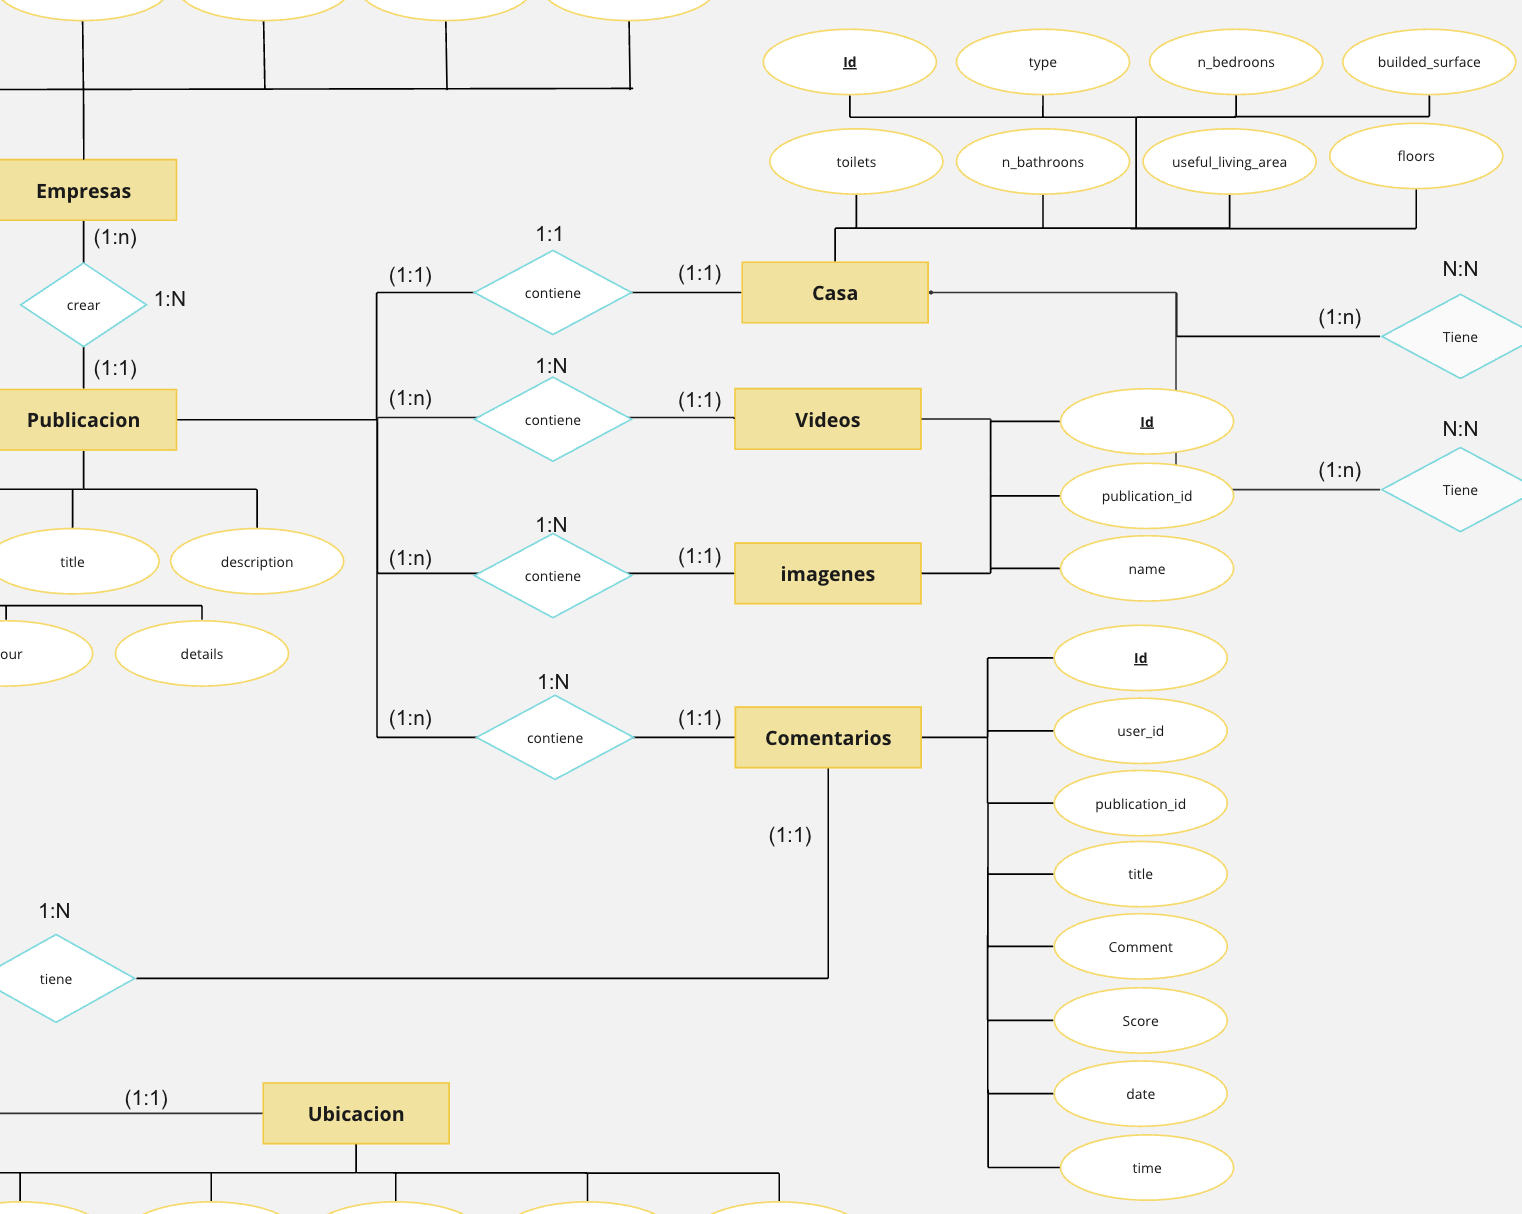 Id
type
n_bedroons
builded_surface
toilets
n_bathroons
useful_living_area
floors
Empresas
(1:n)
crear
1:N
(1:1)
Publicacion
title
description
our
details
1:1
(1:1)
contiene
(1:1)
Casa
N:N
(1:n)
Tiene
1:N
(1:n)
contiene
(1:1)
Videos
Id
publication_id
name
N:N
(1:n)
Tiene
1:N
(1:n)
contiene
(1:1)
imagenes
1:N
(1:n)
contiene
(1:1)
Comentarios
(1:1)
Id
user_id
publication_id
title
Comment
Score
date
time
1:N
tiene
(1:1)
Ubicacion